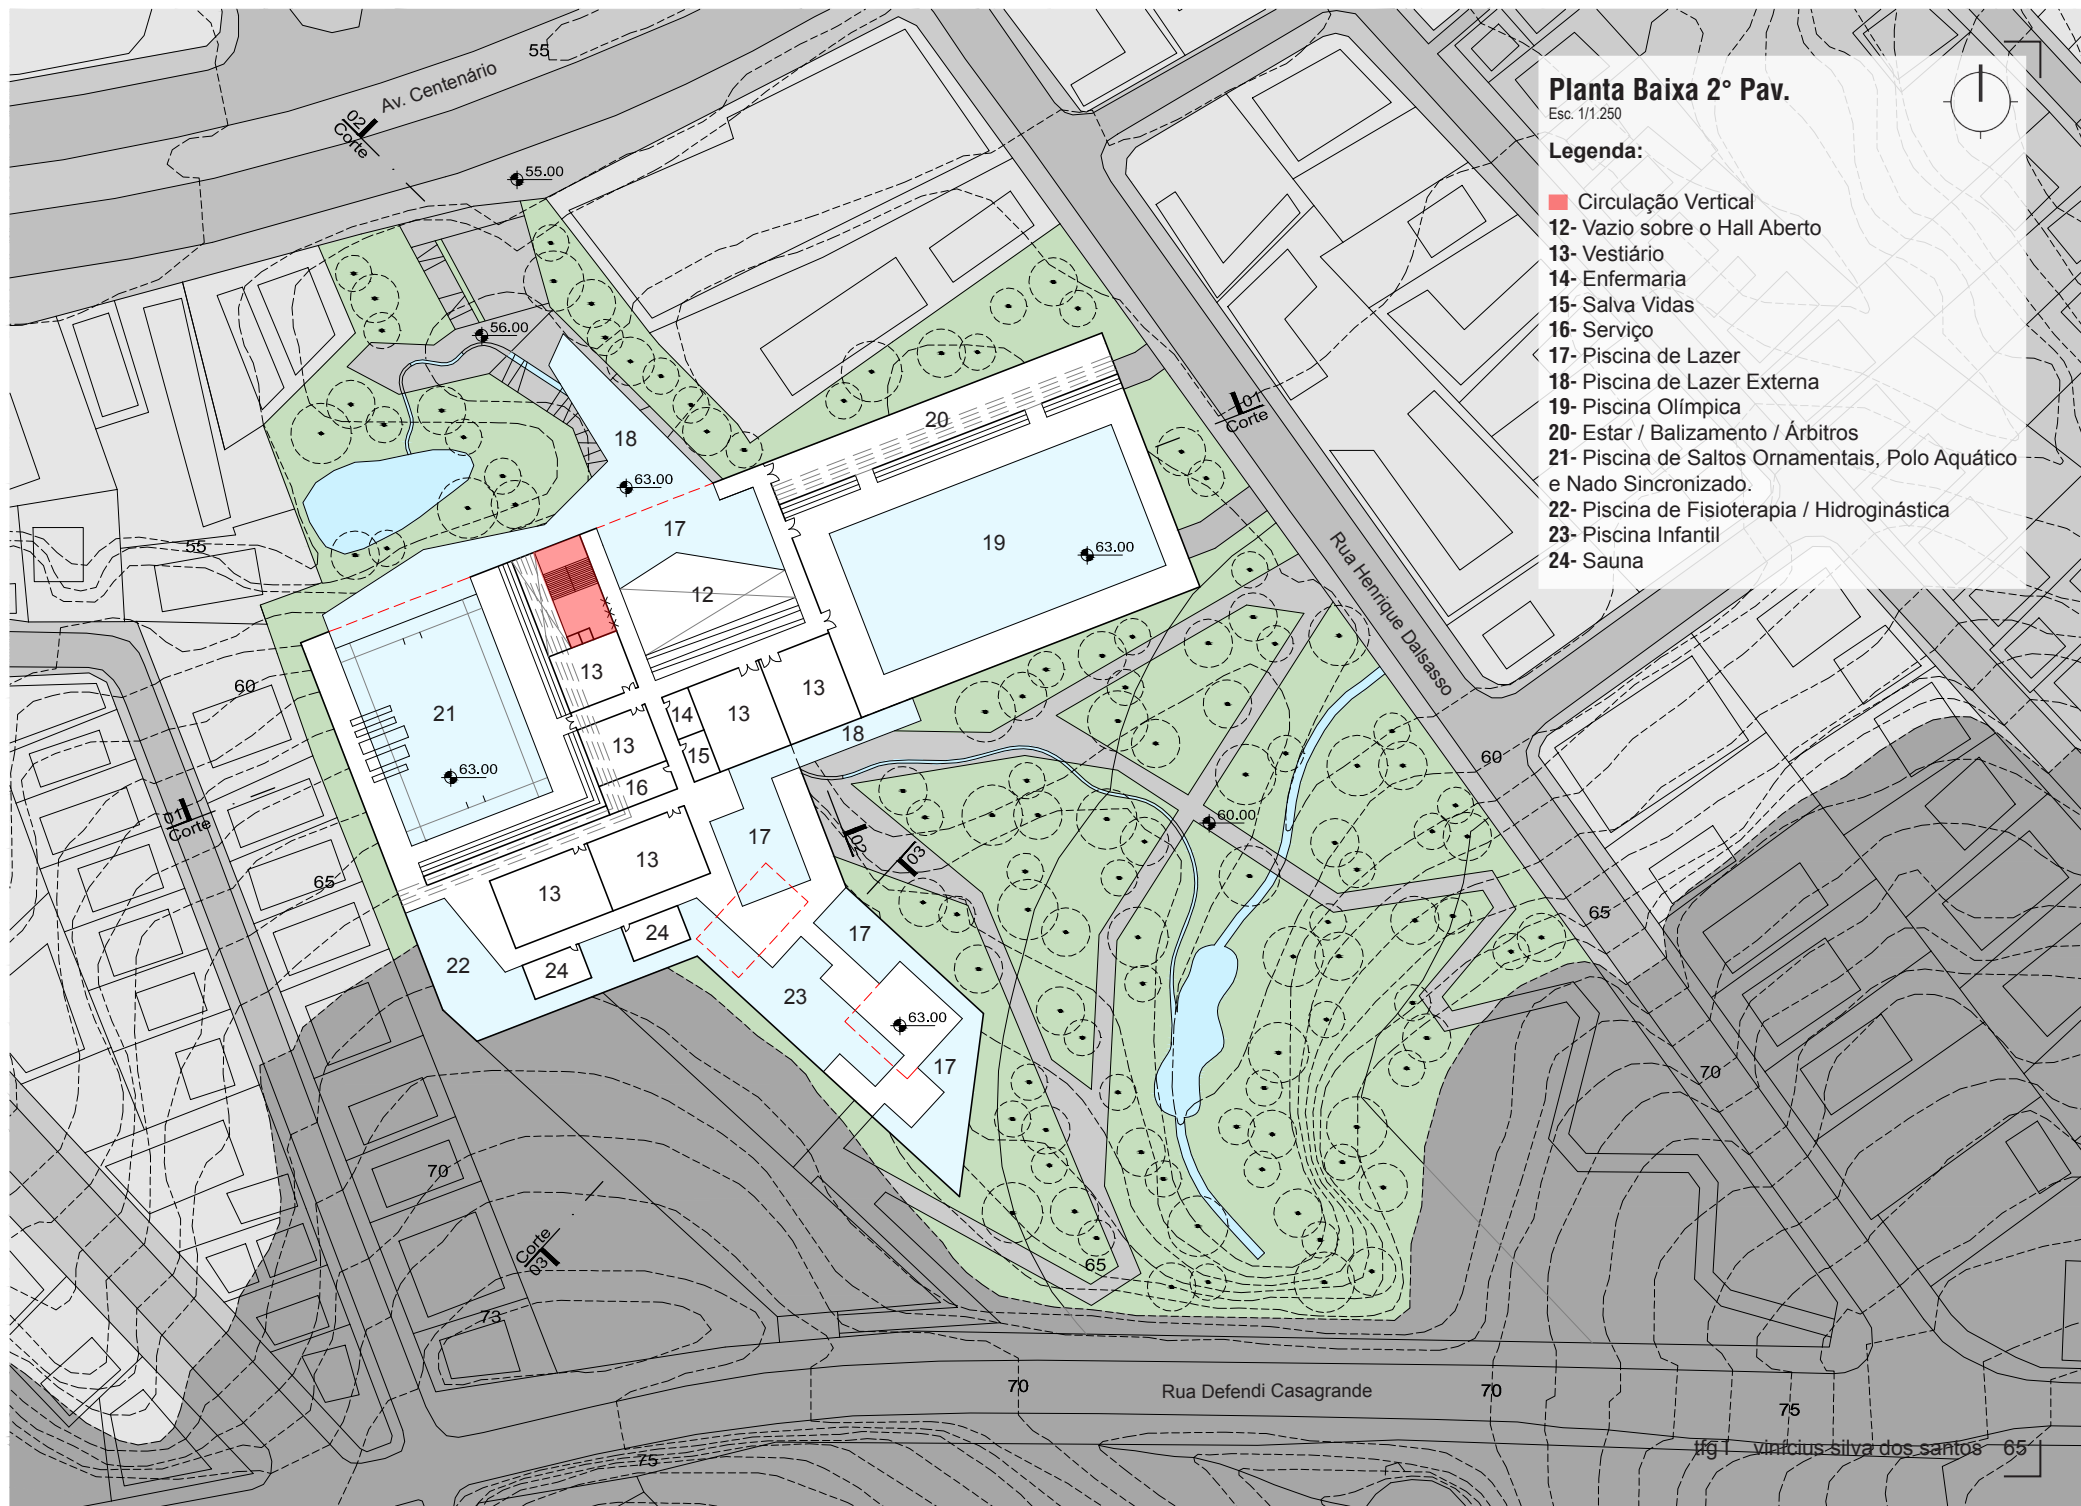 55
Av. Centenário
02
Corte
55.00
Planta Baixa 2° Pav.
Esc. 1/1.250
Legenda:
Circulação Vertical
12- Vazio sobre o Hall Aberto
13- Vestiário
14- Enfermaria
15- Salva Vidas
16- Serviço
17- Piscina de Lazer
18- Piscina de Lazer Externa
19- Piscina Olímpica
20- Estar / Balizamento / Árbitros
21- Piscina de Saltos Ornamentais, Polo Aquático
e Nado Sincronizado.
22- Piscina de Fisioterapia / Hidroginástica
23- Piscina Infantil
24- Sauna
56.00
01
Corte
20
18
63.00
17
19
63.00
55
12
Rua Henrique Dalsasso
13
60
21
14
13
13
18
13
15
63.00
16
60
01
Corte
17
60.00
02
03
13
13
65
17
24
65
22
24
23
63.00
17
70
70
Corte
03
65
73
70
Rua Defendi Casagrande
70
75
75
tfg I vinícius silva dos santos 65